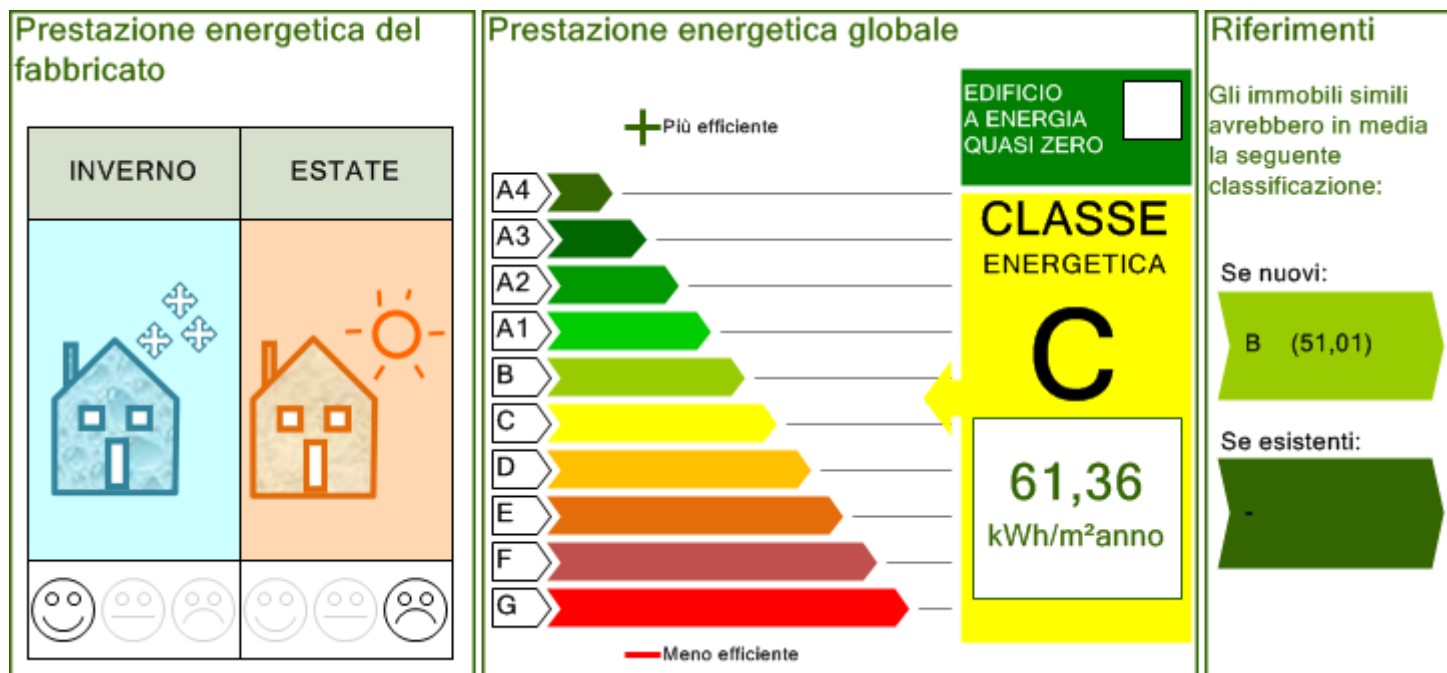 Prestazione energetica del
fabbricato
INVERNO
ESTATE
Prestazione energetica globale
Più efficiente
A4
A3
A2
A1
B
C
D
E
F
G
Meno efficiente
EDIFICIO
A ENERGIA
QUASI ZERO
CLASSE
ENERGETICA
C
61,36
kWh/m²anno
Riferimenti
Gli immobili simili
avrebbero in media
la seguente
classificazione:
Se nuovi:
B (51,01)
Se esistenti:
-